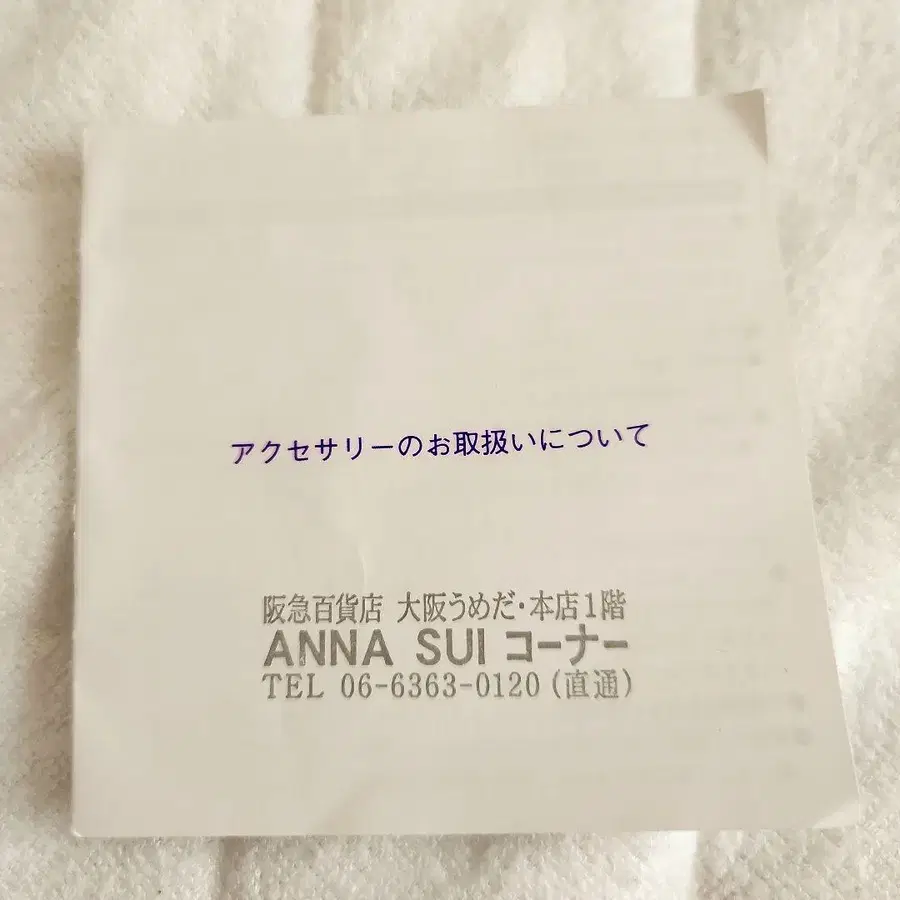 アクセサリーのお取扱いについて
阪急百貨店 大阪うめだ・本店1階
ANNA SUI コーナー
TEL 06-6363-0120(直通)